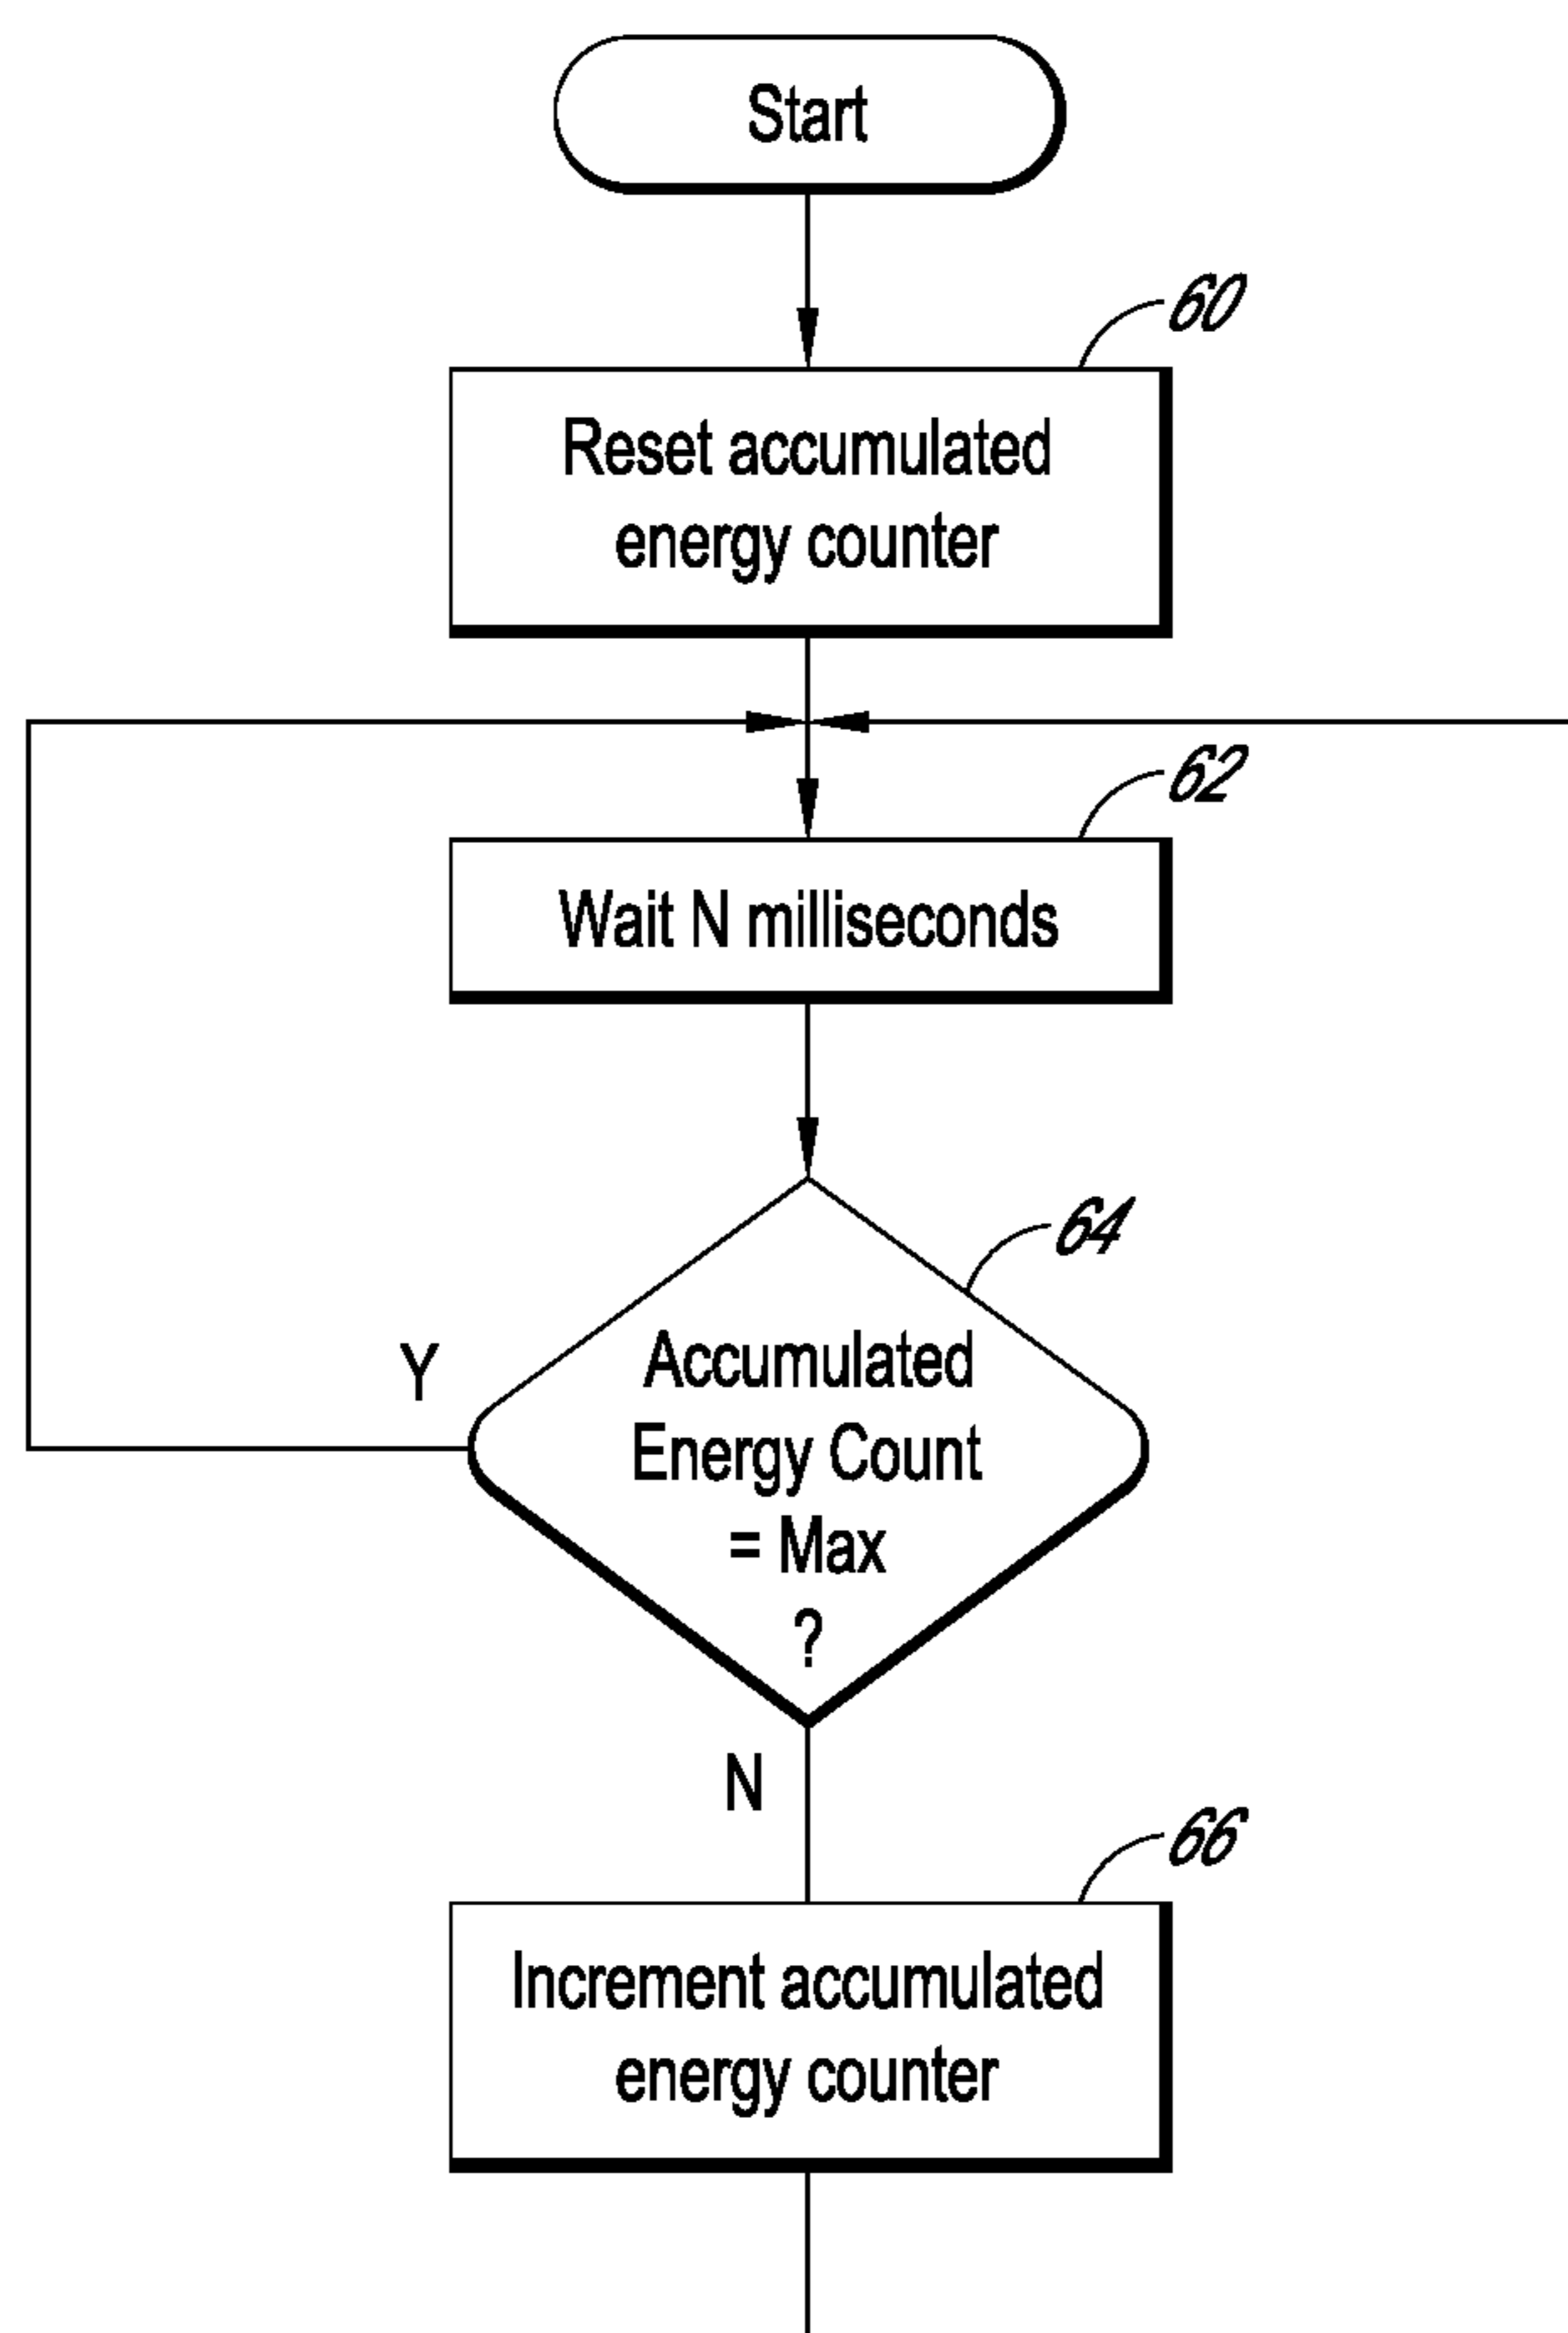 Start
60
Reset accumulated
energy counter
62
Wait N milliseconds
64
Accumulated
Energy Count
= Max
?
Y
N
66
Increment accumulated
energy counter